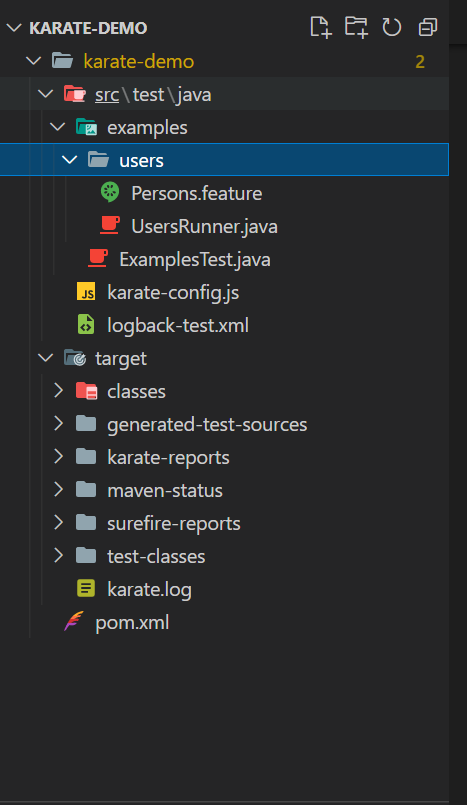 KARATE-DEMO
karate-demo 2
src\test\java
examples
users
Persons.feature
UsersRunner.java
ExamplesTest.java
JS karate-config.js
logback-test.xml
target
classes
generated-test-sources
karate-reports
maven-status
surefire-reports
test-classes
karate.log
pom.xml